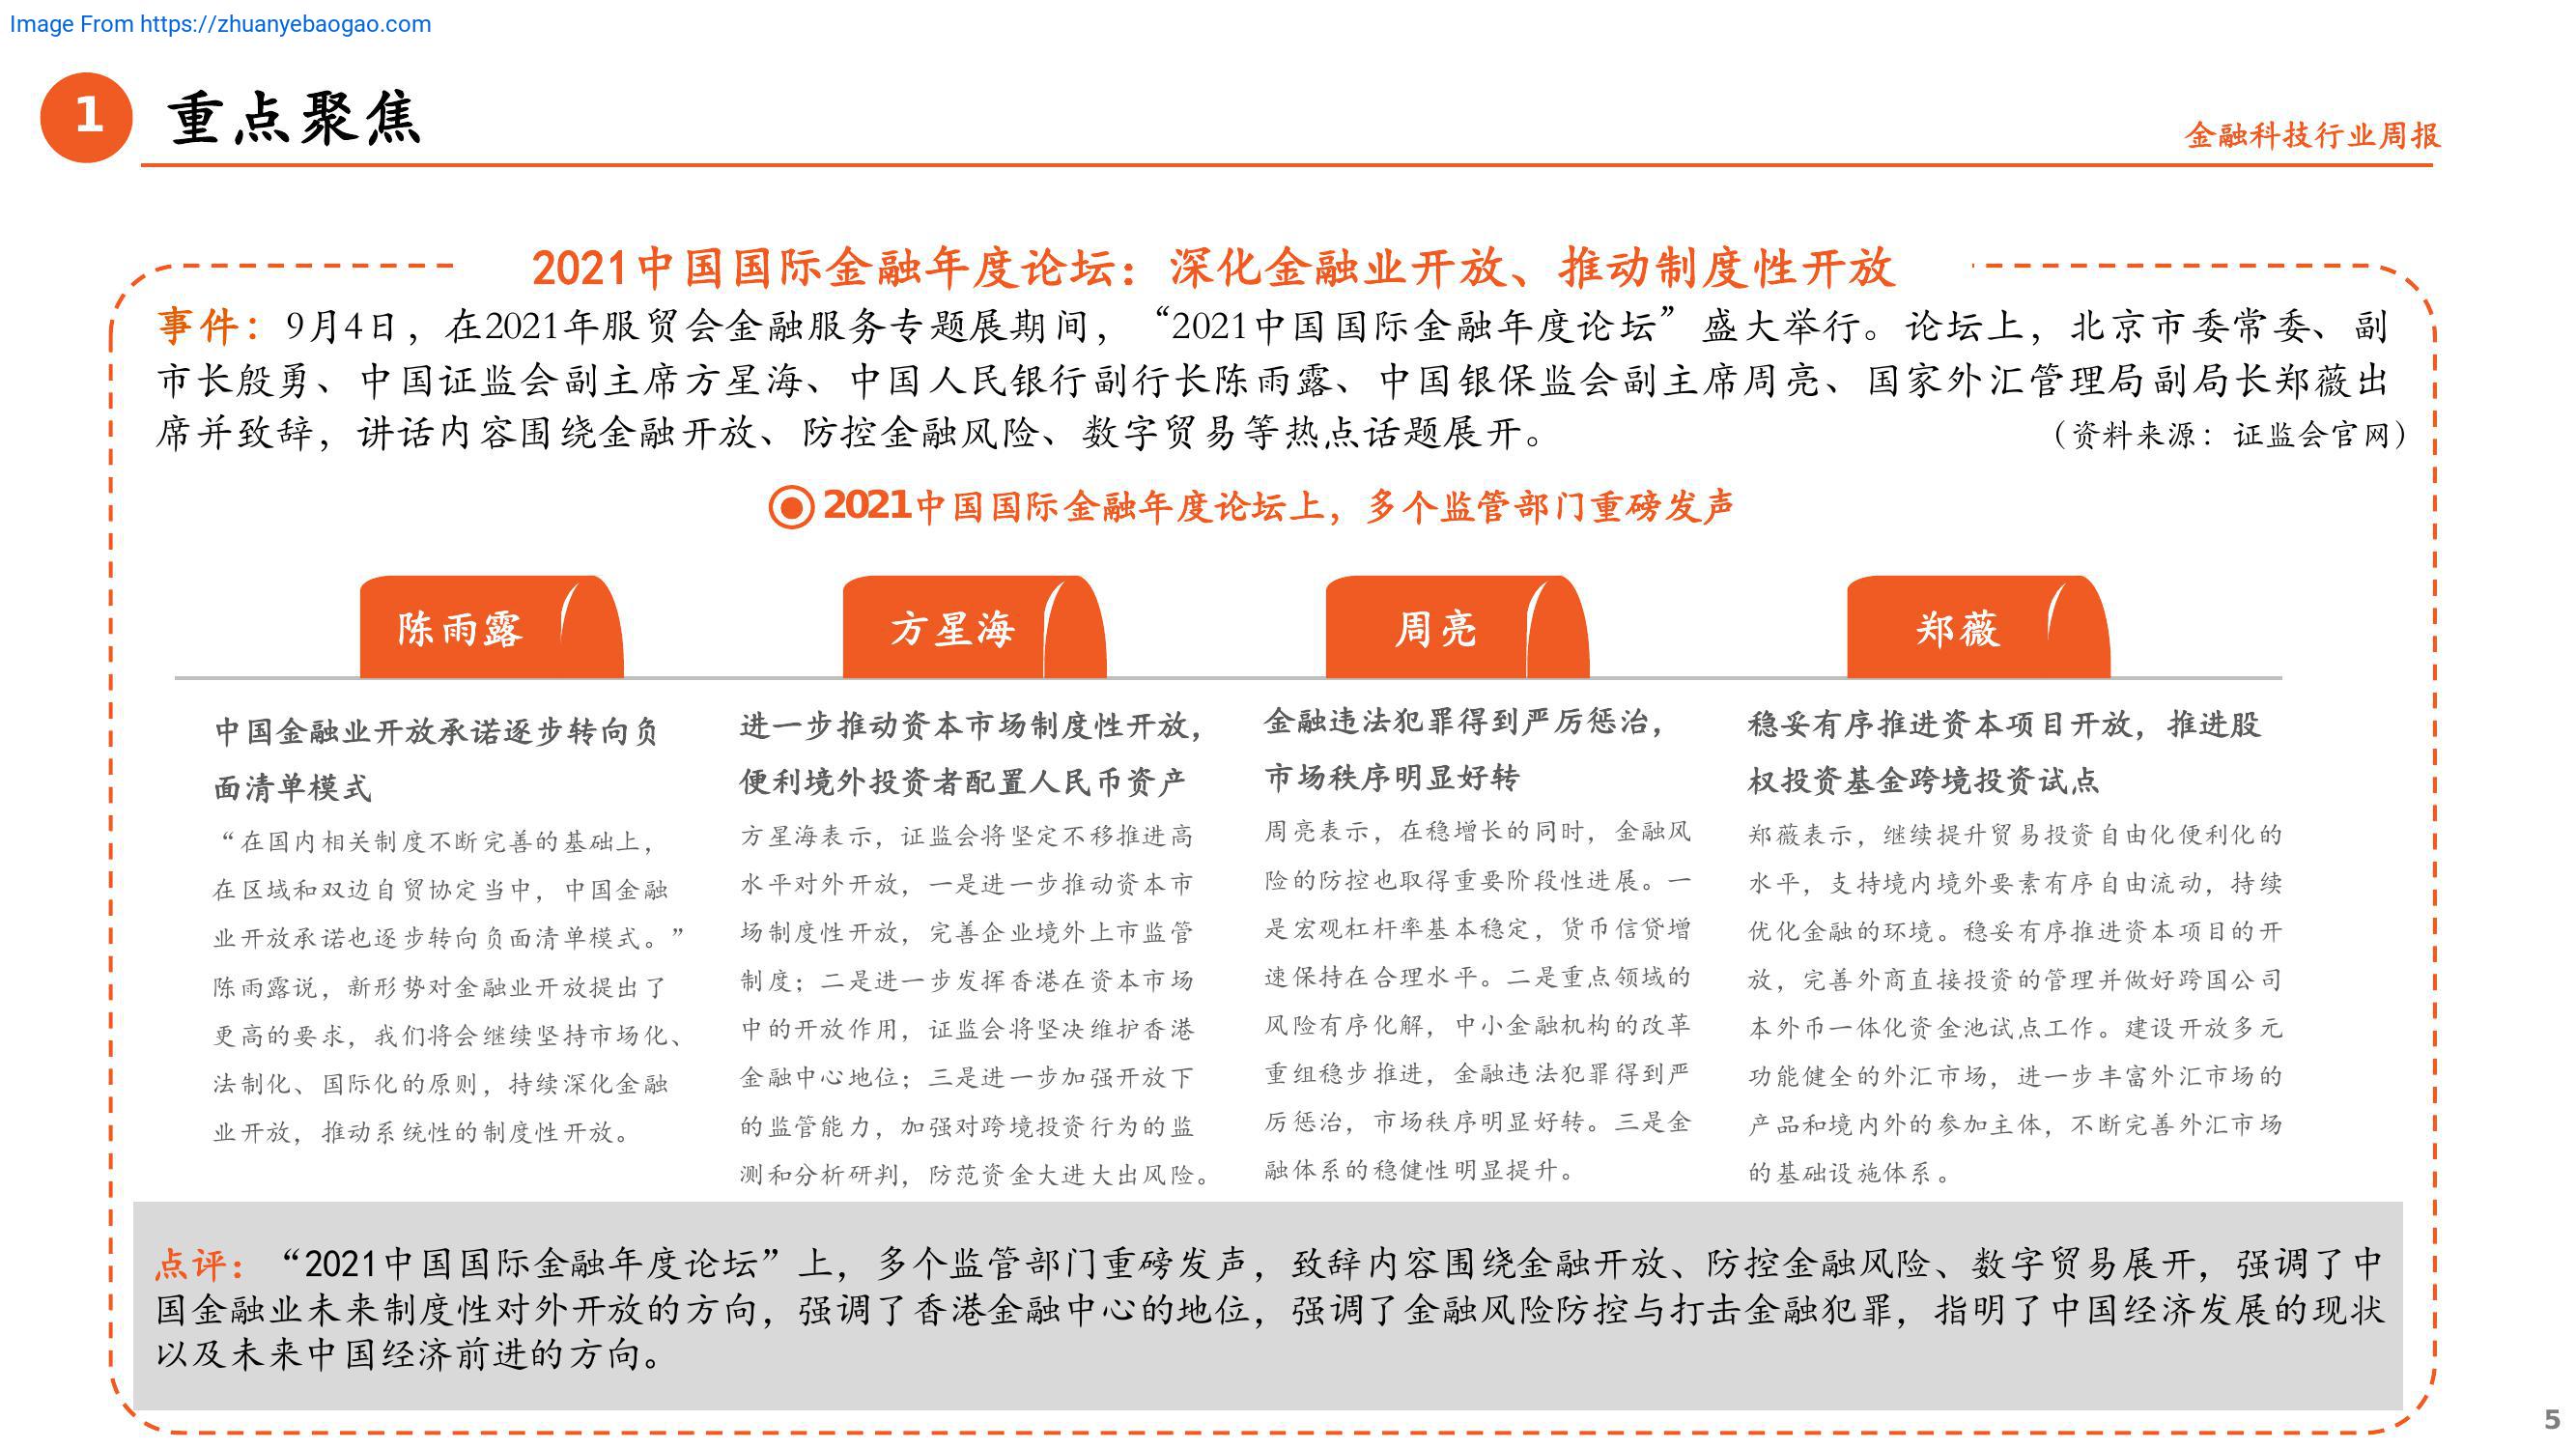 Image From https://zhuanyebaogao.com
1
重点聚焦
金融科技行业周报
2021中国国际金融年度论坛：深化金融业开放、推动制度性开放
事件：9月4日，在2021年服贸会金融服务专题展期间，“2021中国国际金融年度论坛”盛大举行。论坛上，北京市委常委、副
市长殷勇、中国证监会副主席方星海、中国人民银行副行长陈雨露、中国银保监会副主席周亮、国家外汇管理局副局长郑薇出
席并致辞，讲话内容围绕金融开放、防控金融风险、数字贸易等热点话题展开。
（资料来源：证监会官网）
2021中国国际金融年度论坛上，多个监管部门重磅发声
陈雨露
中国金融业开放承诺逐步转向负
面清单模式
“在国内相关制度不断完善的基础上，
在区域和双边自贸协定当中，中国金融
业开放承诺也逐步转向负面清单模式。”
陈雨露说，新形势对金融业开放提出了
更高的要求，我们将会继续坚持市场化、
法制化、国际化的原则，持续深化金融
业开放，推动系统性的制度性开放。
方星海
进一步推动资本市场制度性开放，
便利境外投资者配置人民币资产
方星海表示，证监会将坚定不移推进高
水平对外开放，一是进一步推动资本市
场制度性开放，完善企业境外上市监管
制度；二是进一步发挥香港在资本市场
中的开放作用，证监会将坚决维护香港
金融中心地位；三是进一步加强开放下
的监管能力，加强对跨境投资行为的监
测和分析研判，防范资金大进大出风险。
周亮
金融违法犯罪得到严厉惩治，
市场秩序明显好转
周亮表示，在稳增长的同时，金融风
险的防控也取得重要阶段性进展。一
是宏观杠杆率基本稳定，货币信贷增
速保持在合理水平。二是重点领域的
风险有序化解，中小金融机构的改革
重组稳步推进，金融违法犯罪得到严
厉惩治，市场秩序明显好转。三是金
融体系的稳健性明显提升。
郑薇
稳妥有序推进资本项目开放，推进股
权投资基金跨境投资试点
郑薇表示，继续提升贸易投资自由化便利化的
水平，支持境内境外要素有序自由流动，持续
优化金融的环境。稳妥有序推进资本项目的开
放，完善外商直接投资的管理并做好跨国公司
本外币一体化资金池试点工作。建设开放多元
功能健全的外汇市场，进一步丰富外汇市场的
产品和境内外的参加主体，不断完善外汇市场
的基础设施体系。
点评：“2021中国国际金融年度论坛”上，多个监管部门重磅发声，致辞内容围绕金融开放、防控金融风险、数字贸易展开，强调了中
国金融业未来制度性对外开放的方向，强调了香港金融中心的地位，强调了金融风险防控与打击金融犯罪，指明了中国经济发展的现状
以及未来中国经济前进的方向。
5